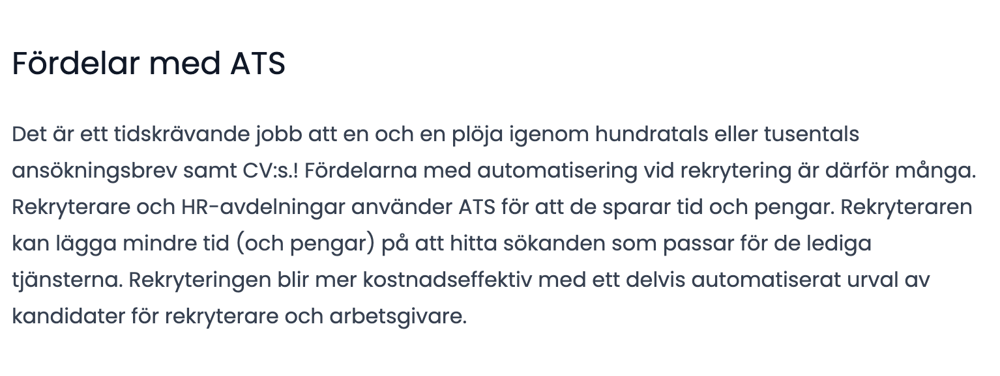 Fördelar med ATS
Det är ett tidskrävande jobb att en och en plöja igenom hundratals eller tusentals
ansökningsbrev samt CV:s.! Fördelarna med automatisering vid rekrytering är därför många.
Rekryterare och HR-avdelningar använder ATS för att de sparar tid och pengar. Rekryteraren
kan lägga mindre tid (och pengar) på att hitta sökanden som passar för de lediga
tjänsterna. Rekryteringen blir mer kostnadseffektiv med ett delvis automatiserat urval av
kandidater för rekryterare och arbetsgivare.